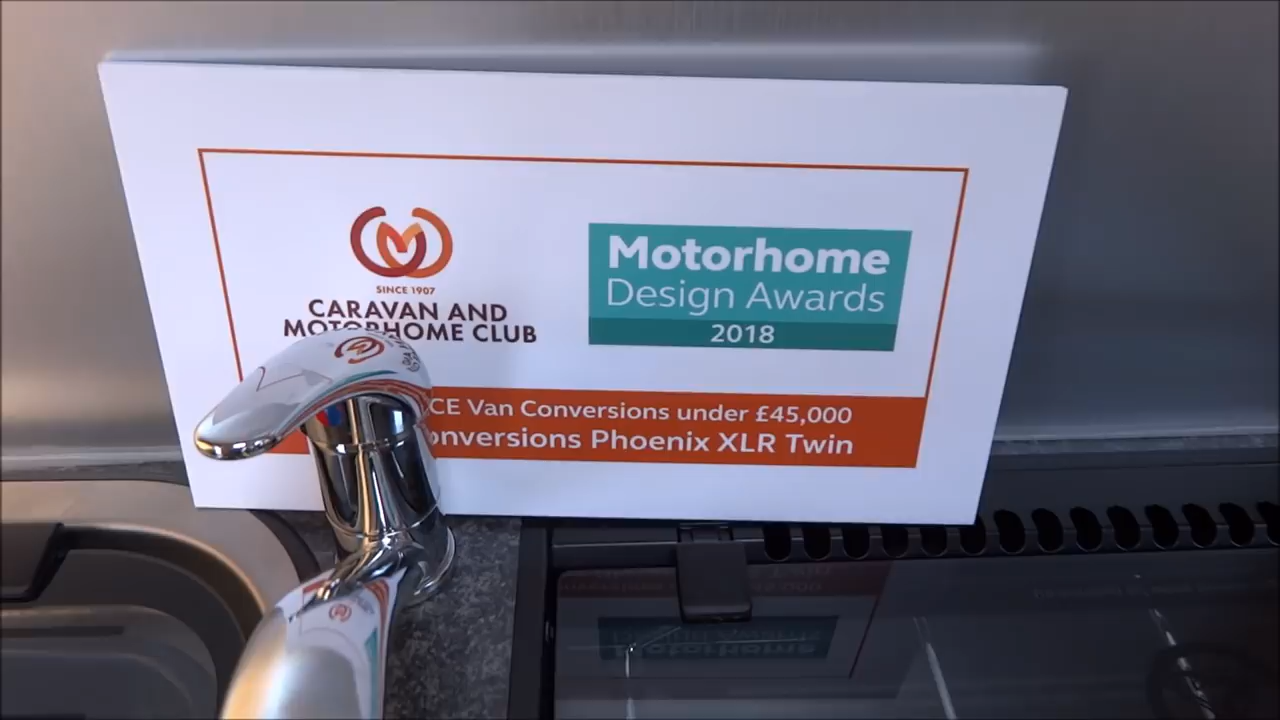 SINCE 1907
CARAVAN AND
MOTORHOME CLUB
Motorhome
Design Awards
2018
CE Van Conversions under £45,000
onversions Phoenix XLR Twin